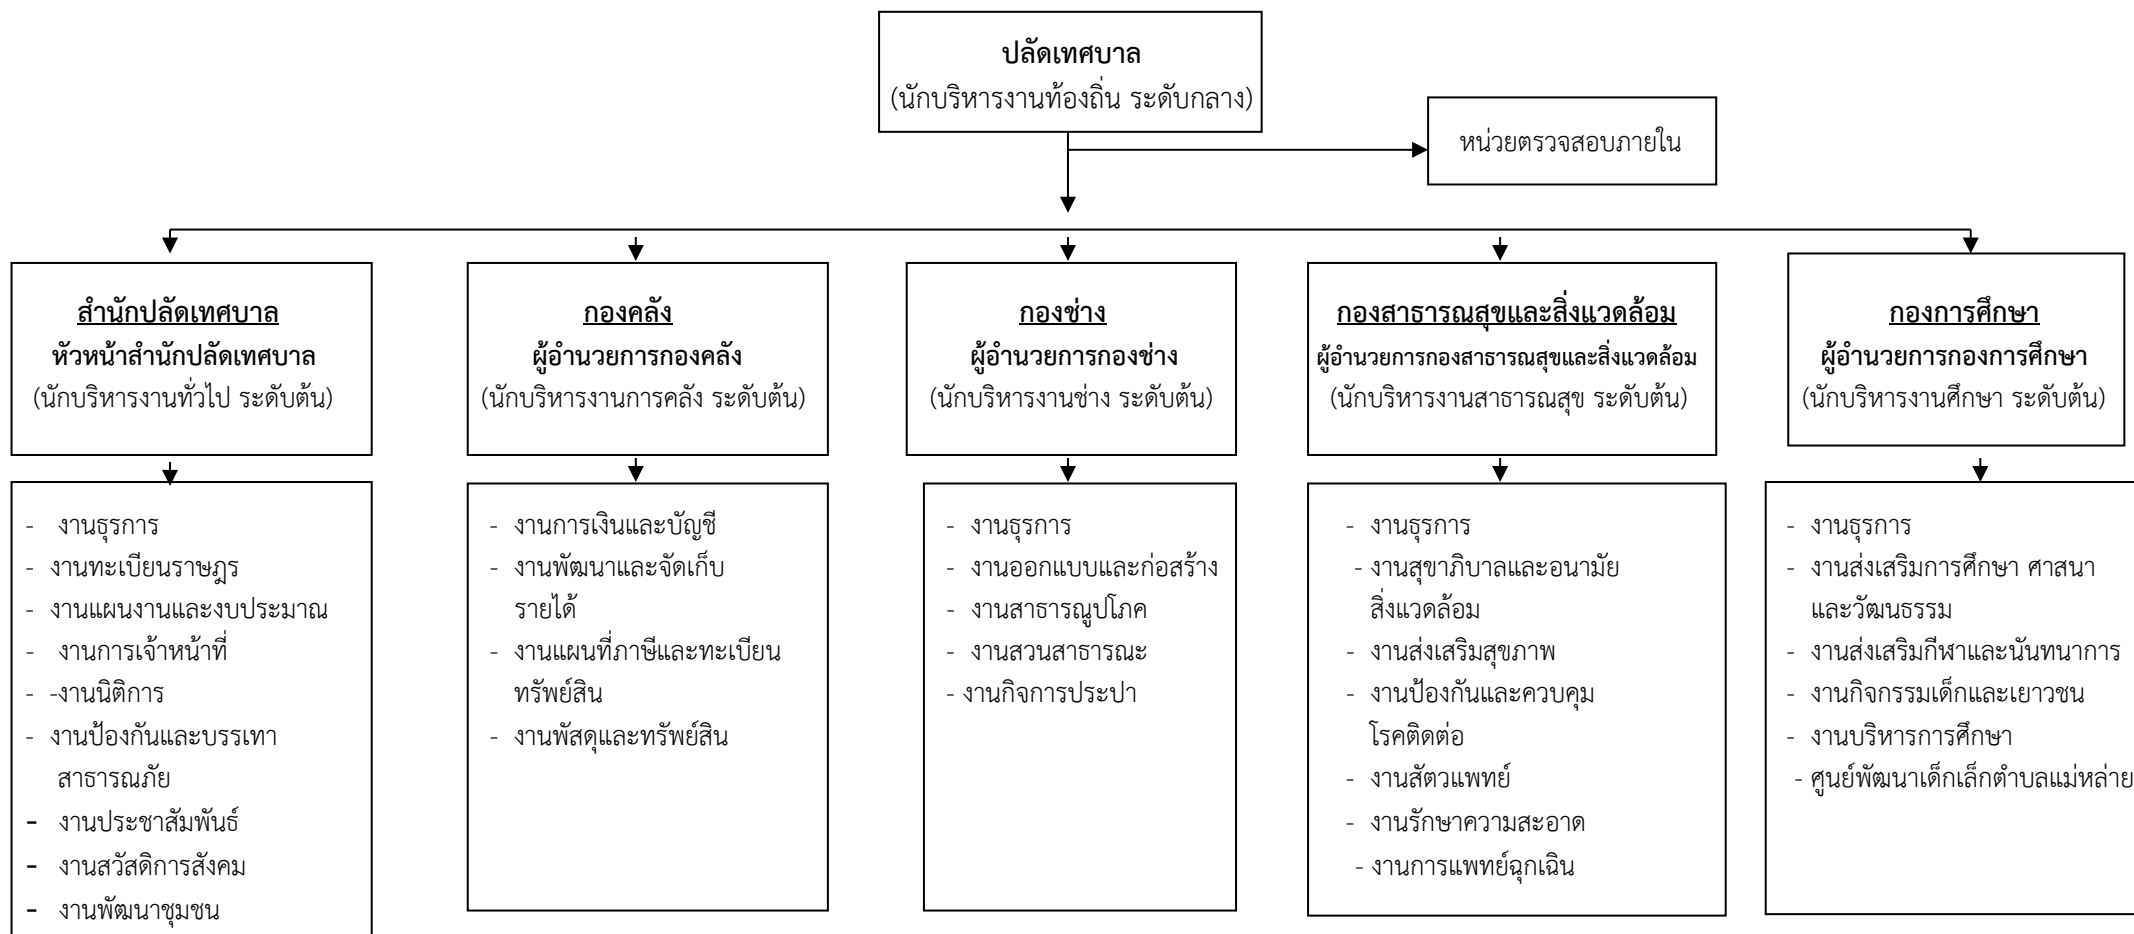 ปลัดเทศบาล
(นักบริหารงานท้องถิ่น ระดับกลาง)
หน่วยตรวจสอบภายใน
สำนักปลัดเทศบาล
หัวหน้าสำนักปลัดเทศบาล
(นักบริหารงานทั่วไป ระดับต้น)
กองคลัง
ผู้อำนวยการกองคลัง
(นักบริหารงานการคลัง ระดับต้น)
กองช่าง
ผู้อำนวยการกองช่าง
(นักบริหารงานช่าง ระดับต้น)
กองสาธารณสุขและสิ่งแวดล้อม
ผู้อำนวยการกองสาธารณสุขและสิ่งแวดล้อม
(นักบริหารงานสาธารณสุข ระดับต้น)
กองการศึกษา
ผู้อำนวยการกองการศึกษา
(นักบริหารงานศึกษา ระดับต้น)
- งานธุรการ
- งานทะเบียนราษฎร
- งานแผนงานและงบประมาณ
- งานการเจ้าหน้าที่
- -งานนิติการ
- งานป้องกันและบรรเทา
สาธารณภัย
- งานประชาสัมพันธ์
- งานสวัสดิการสังคม
- งานพัฒนาชุมชน
- งานการเงินและบัญชี
- งานพัฒนาและจัดเก็บ
รายได้
- งานแผนที่ภาษีและทะเบียน
ทรัพย์สิน
- งานพัสดุและทรัพย์สิน
- งานธุรการ
- งานออกแบบและก่อสร้าง
- งานสาธารณูปโภค
- งานสวนสาธารณะ
- งานกิจการประปา
- งานธุรการ
- งานสุขาภิบาลและอนามัย
สิ่งแวดล้อม
- งานส่งเสริมสุขภาพ
- งานป้องกันและควบคุม
โรคติดต่อ
- งานสัตวแพทย์
- งานรักษาความสะอาด
- งานการแพทย์ฉุกเฉิน
- งานธุรการ
- งานส่งเสริมการศึกษา ศาสนา
และวัฒนธรรม
- งานส่งเสริมกีฬาและนันทนาการ
- งานกิจกรรมเด็กและเยาวชน
- งานบริหารการศึกษา
- ศูนย์พัฒนาเด็กเล็กตำบลแม่หล่าย